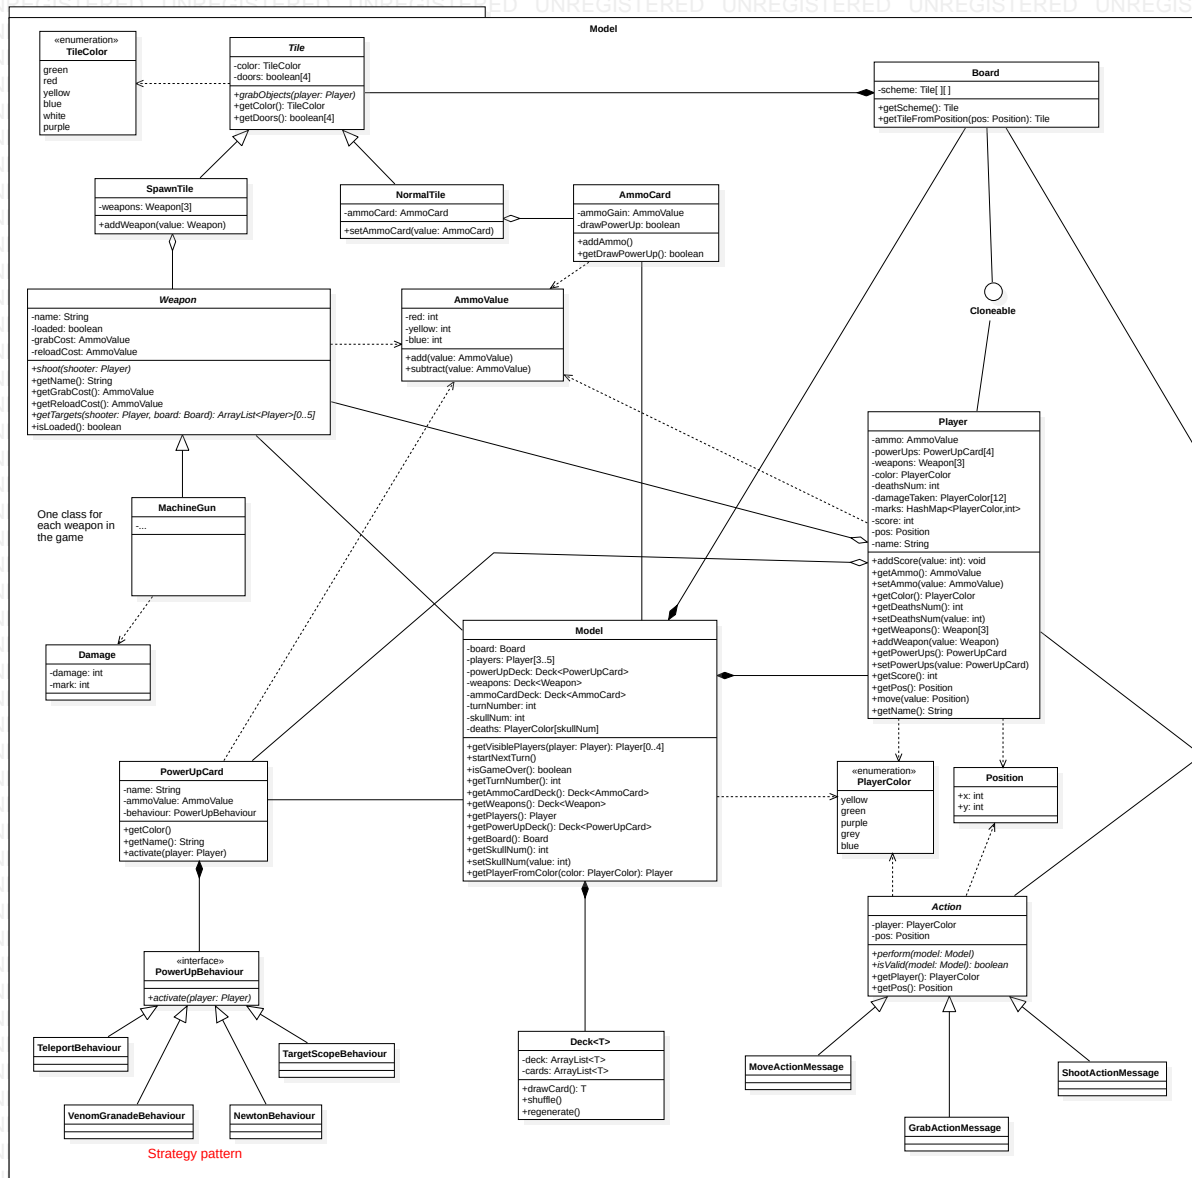 UNREGISTERED UNREGISTERED UNREGISTERED UNREGISTERED
Model
«enumeration»
TileColor
green
red
yellow
blue
white
purple
Tile
-color: TileColor
-doors: boolean[4]
+grabObjects(player: Player)
+getColor(): TileColor
+getDoors(): boolean[4]
Board
-scheme: Tile[ ][ ]
+getScheme(): Tile
+getTileFromPosition(pos: Position): Tile
SpawnTile
-weapons: Weapon[3]
+addWeapon(value: Weapon)
NormalTile
-ammoCard: AmmoCard
+setAmmoCard(value: AmmoCard)
AmmoCard
-ammoGain: AmmoValue
-drawPowerUp: boolean
+addAmmo()
+getDrawPowerUp(): boolean
Weapon
-name: String
-loaded: boolean
-grabCost: AmmoValue
-reloadCost: AmmoValue
+shoot(shooter: Player)
+getName(): String
+getGrabCost(): AmmoValue
+getReloadCost(): AmmoValue
+getTargets(shooter: Player, board: Board): ArrayList<Player>[0..5]
+isLoaded(): boolean
AmmoValue
-red: int
-yellow: int
-blue: int
+add(value: AmmoValue)
+subtract(value: AmmoValue)
Cloneable
Player
-ammo: AmmoValue
-powerUps: PowerUpCard[4]
-weapons: Weapon[3]
-color: PlayerColor
-deathsNum: int
-damageTaken: PlayerColor[12]
-marks: HashMap<PlayerColor,int>
-score: int
-pos: Position
-name: String
+addScore(value: int): void
+getAmmo(): AmmoValue
+setAmmo(value: AmmoValue)
+getColor(): PlayerColor
+getDeathsNum(): int
+setDeathsNum(value: int)
+getWeapons(): Weapon[3]
+addWeapon(value: Weapon)
+getPowerUps(): PowerUpCard
+setPowerUps(value: PowerUpCard)
+getScore(): int
+getPos(): Position
+move(value: Position)
+getName(): String
One class for
each weapon in
the game
MachineGun
-...
Damage
-damage: int
-mark: int
Model
-board: Board
-players: Player[3..5]
-powerUpDeck: Deck<PowerUpCard>
-weapons: Deck<Weapon>
-ammoCardDeck: Deck<AmmoCard>
-turnNumber: int
-skullNum: int
-deaths: PlayerColor[skullNum]
+getVisiblePlayers(player: Player): Player[0..4]
+startNextTurn()
+isGameOver(): boolean
+getTurnNumber(): int
+getAmmoCardDeck(): Deck<AmmoCard>
+getWeapons(): Deck<Weapon>
+getPlayers(): Player
+getPowerUpDeck(): Deck<PowerUpCard>
+getBoard(): Board
+getSkullNum(): int
+setSkullNum(value: int)
+getPlayerFromColor(color: PlayerColor): Player
PowerUpCard
-name: String
-ammoValue: AmmoValue
-behaviour: PowerUpBehaviour
+getColor()
+getName(): String
+activate(player: Player)
«enumeration»
PlayerColor
yellow
green
purple
grey
blue
Position
+x: int
+y: int
Action
-player: PlayerColor
-pos: Position
+perform(model: Model)
+isValid(model: Model): boolean
+getPlayer(): PlayerColor
+getPos(): Position
«interface»
PowerUpBehaviour
+activate(player: Player)
TeleportBehaviour
TargetScopeBehaviour
VenomGranadeBehaviour
NewtonBehaviour
Strategy pattern
Deck<T>
-deck: ArrayList<T>
-cards: ArrayList<T>
+drawCard(): T
+shuffle()
+regenerate()
MoveActionMessage
ShootActionMessage
GrabActionMessage